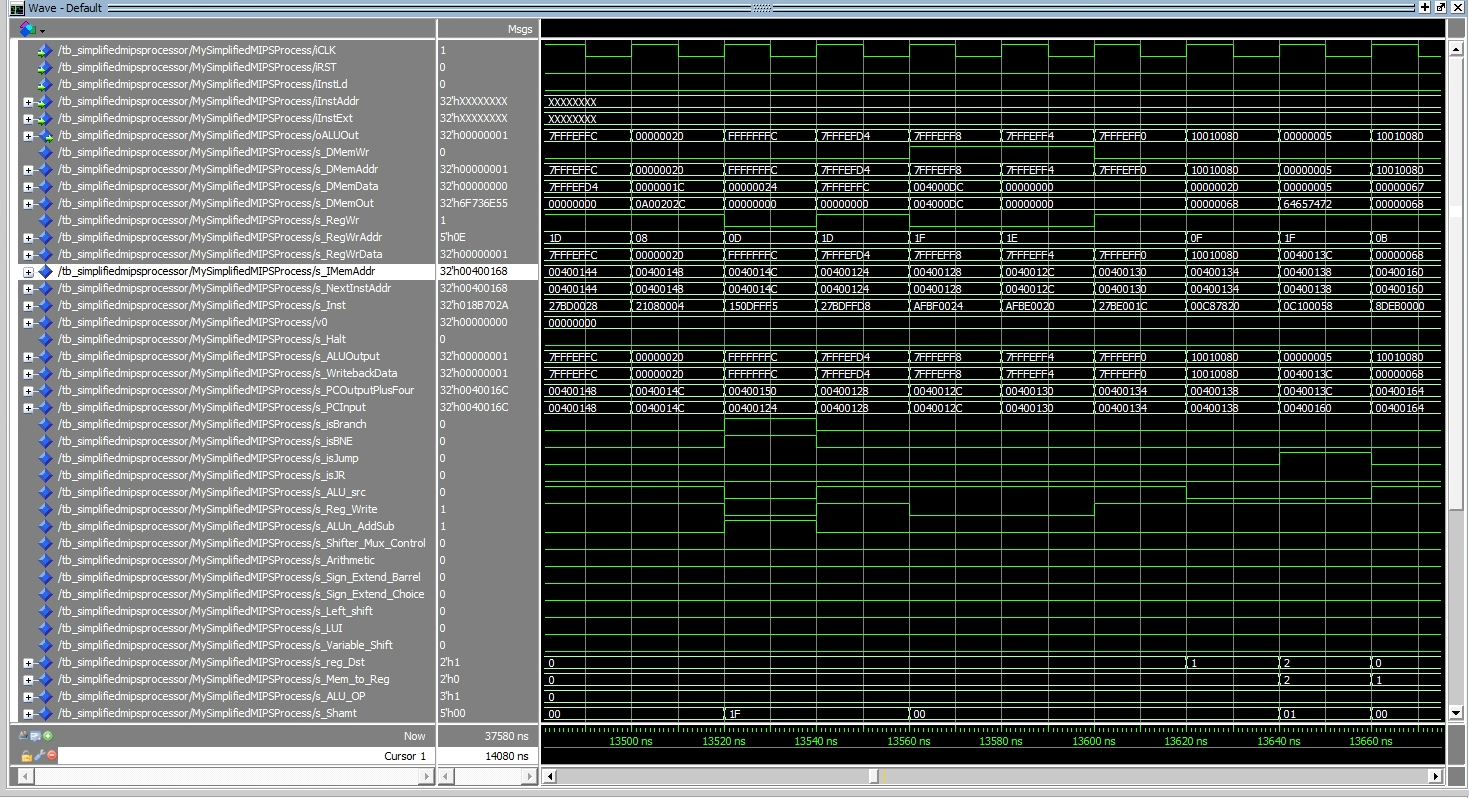 Wave - Default
Msgs
/tb_simplifiedmipsprocessor/MySimplifiedMIPSProcess/iCLK 1
/tb_simplifiedmipsprocessor/MySimplifiedMIPSProcess/iRST 0
/tb_simplifiedmipsprocessor/MySimplifiedMIPSProcess/iInstLd 0
/tb_simplifiedmipsprocessor/MySimplifiedMIPSProcess/iInstAddr 32'hXXXXXXXX XXXXXXXX
/tb_simplifiedmipsprocessor/MySimplifiedMIPSProcess/iInstExt 32'hXXXXXXXX XXXXXXXX
/tb_simplifiedmipsprocessor/MySimplifiedMIPSProcess/oALUOut 32'h00000001 7FFFEFFC 00000020 FFFFFFFC 7FFFEFD4 7FFFEFF8 7FFFEFF4 7FFFEFF0 10010080 00000005 10010080
/tb_simplifiedmipsprocessor/MySimplifiedMIPSProcess/s_DMemWr 0
/tb_simplifiedmipsprocessor/MySimplifiedMIPSProcess/s_DMemAddr 32'h00000001 7FFFEFFC 00000020 FFFFFFFC 7FFFEFD4 7FFFEFF8 7FFFEFF4 7FFFEFF0 10010080 00000005 10010080
/tb_simplifiedmipsprocessor/MySimplifiedMIPSProcess/s_DMemData 32'h00000000 7FFFEFD4 0000001C 00000024 7FFFEFFC 004000DC 00000000 00000020 00000005 00000067
/tb_simplifiedmipsprocessor/MySimplifiedMIPSProcess/s_DMemOut 32'h6F736E55 00000000 0A00202C 00000000 00000000 004000DC 00000000 00000068 64657472 00000068
/tb_simplifiedmipsprocessor/MySimplifiedMIPSProcess/s_RegWr 1
/tb_simplifiedmipsprocessor/MySimplifiedMIPSProcess/s_RegWrAddr 5'h0E 1D 08 0D 1D 1F 1E 0F 1F 0B
/tb_simplifiedmipsprocessor/MySimplifiedMIPSProcess/s_RegWrData 32'h00000001 7FFFEFFC 00000020 FFFFFFFC 7FFFEFD4 7FFFEFF8 7FFFEFF4 7FFFEFF0 10010080 0040013C 00000068
/tb_simplifiedmipsprocessor/MySimplifiedMIPSProcess/s_IMemAddr 32'h00400168 00400144 00400148 0040014C 00400124 00400128 0040012C 00400130 00400134 00400138 00400160
/tb_simplifiedmipsprocessor/MySimplifiedMIPSProcess/s_NextInstAddr 32'h00400168 00400144 00400148 0040014C 00400124 00400128 0040012C 00400130 00400134 00400138 00400160
/tb_simplifiedmipsprocessor/MySimplifiedMIPSProcess/s_Inst 32'h018B702A 27BD0028 21080004 150DFFF5 27BDFFD8 AFBF0024 AFBE0020 27BE001C 00C87820 0C100058 8DEB0000
/tb_simplifiedmipsprocessor/MySimplifiedMIPSProcess/v0 32'h00000000 00000000
/tb_simplifiedmipsprocessor/MySimplifiedMIPSProcess/s_Halt 0
/tb_simplifiedmipsprocessor/MySimplifiedMIPSProcess/s_ALUOutput 32'h00000001 7FFFEFFC 00000020 FFFFFFFC 7FFFEFD4 7FFFEFF8 7FFFEFF4 7FFFEFF0 10010080 00000005 10010080
/tb_simplifiedmipsprocessor/MySimplifiedMIPSProcess/s_WritebackData 32'h00000001 7FFFEFFC 00000020 FFFFFFFC 7FFFEFD4 7FFFEFF8 7FFFEFF4 7FFFEFF0 10010080 0040013C 00000068
/tb_simplifiedmipsprocessor/MySimplifiedMIPSProcess/s_PCOutputPlusFour 32'h0040016C 00400148 0040014C 00400150 00400128 0040012C 00400130 00400134 00400138 0040013C 00400164
/tb_simplifiedmipsprocessor/MySimplifiedMIPSProcess/s_PCInput 32'h0040016C 00400148 0040014C 00400124 00400128 0040012C 00400130 00400134 00400138 00400160 00400164
/tb_simplifiedmipsprocessor/MySimplifiedMIPSProcess/s_isBranch 0
/tb_simplifiedmipsprocessor/MySimplifiedMIPSProcess/s_isBNE 0
/tb_simplifiedmipsprocessor/MySimplifiedMIPSProcess/s_isJump 0
/tb_simplifiedmipsprocessor/MySimplifiedMIPSProcess/s_isJR 0
/tb_simplifiedmipsprocessor/MySimplifiedMIPSProcess/s_ALU_src 0
/tb_simplifiedmipsprocessor/MySimplifiedMIPSProcess/s_Reg_Write 1
/tb_simplifiedmipsprocessor/MySimplifiedMIPSProcess/s_ALUn_AddSub 1
/tb_simplifiedmipsprocessor/MySimplifiedMIPSProcess/s_Shifter_Mux_Control 0
/tb_simplifiedmipsprocessor/MySimplifiedMIPSProcess/s_Arithmetic 0
/tb_simplifiedmipsprocessor/MySimplifiedMIPSProcess/s_Sign_Extend_Barrel 0
/tb_simplifiedmipsprocessor/MySimplifiedMIPSProcess/s_Sign_Extend_Choice 0
/tb_simplifiedmipsprocessor/MySimplifiedMIPSProcess/s_Left_shift 0
/tb_simplifiedmipsprocessor/MySimplifiedMIPSProcess/s_LUI 0
/tb_simplifiedmipsprocessor/MySimplifiedMIPSProcess/s_Variable_Shift 0
/tb_simplifiedmipsprocessor/MySimplifiedMIPSProcess/s_reg_Dst 2'h1 0 1 2 0
/tb_simplifiedmipsprocessor/MySimplifiedMIPSProcess/s_Mem_to_Reg 2'h0 0 2 1
/tb_simplifiedmipsprocessor/MySimplifiedMIPSProcess/s_ALU_OP 3'h1 0
/tb_simplifiedmipsprocessor/MySimplifiedMIPSProcess/s_Shamt 5'h00 00 1F 00 01 00
Now 37580 ns 13500 ns 13520 ns 13540 ns 13560 ns 13580 ns 13600 ns 13620 ns 13640 ns 13660 ns
Cursor 1 14080 ns